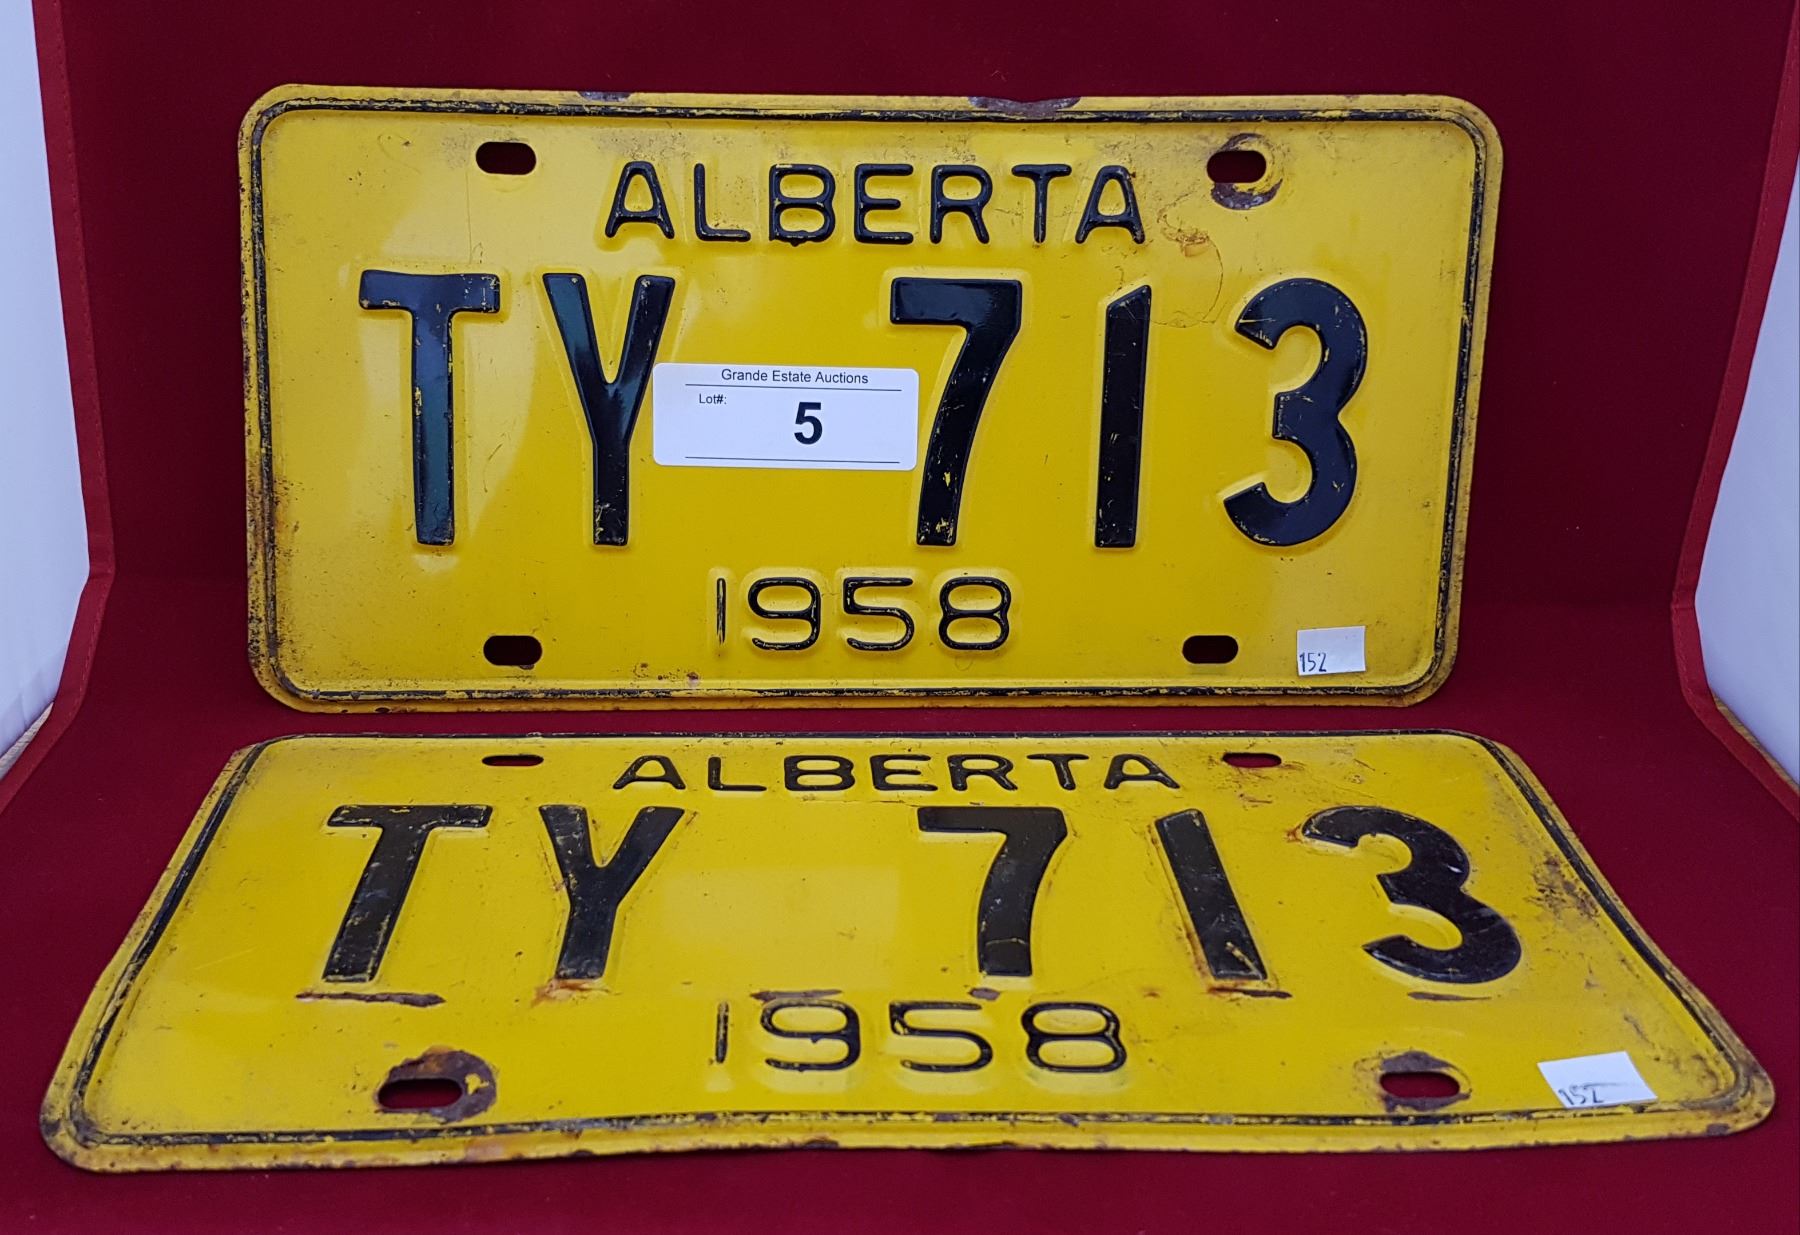 ALBERTA
TY 713
Grande Estate Auctions
Lot#:
5
1958
152
ALBERTA
TY 713
1958
152